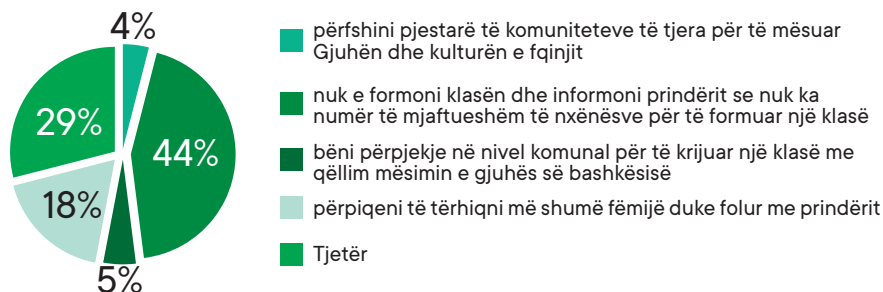 4%
29%
44%
18%
5%
përfshini pjestarë të komuniteteve të tjera për të mësuar
Gjuhën dhe kulturën e fqinjit
nuk e formoni klasën dhe informoni prindërit se nuk ka
numër të mjaftueshëm të nxënësve për të formuar një klasë
bëni përpjekje në nivel komunal për të krijuar një klasë me
qëllim mësimin e gjuhës së bashkësisë
përpiqeni të tërhiqni më shumë fëmijë duke folur me prindërit
Tjetër